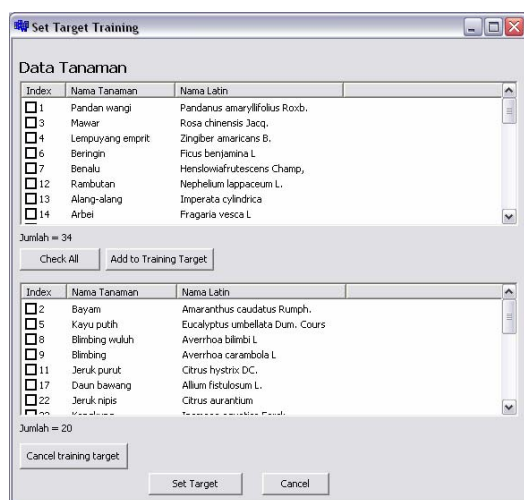 Set Target Training
Data Tanaman
Index Nama Tanaman Nama Latin
1 Pandan wangi Pandanus amaryllifolius Roxb.
3 Mawar Rosa chinensis Jacq.
4 Lempuyang emprit Zingiber amaricans B.
6 Beringin Ficus benjamina L
7 Benalu Henslowiafrutescens Champ,
12 Rambutan Nephelium lappaceum L.
13 Alang-alang Imperata cylindrica
14 Arbei Fragaria vesca L
Jumlah = 34
Check All Add to Training Target
Index Nama Tanaman Nama Latin
2 Bayam Amaranthus caudatus Rumph.
5 Kayu putih Eucalyptus umbellata Dum. Cours
8 Blimbing wuluh Averrhoa bilimbi L
9 Blimbing Averrhoa carambola L
11 Jeruk purut Citrus hystrix DC.
17 Daun bawang Allium fistulosum L.
22 Jeruk nipis Citrus aurantium
Jumlah = 20
Cancel training target
Set Target Cancel